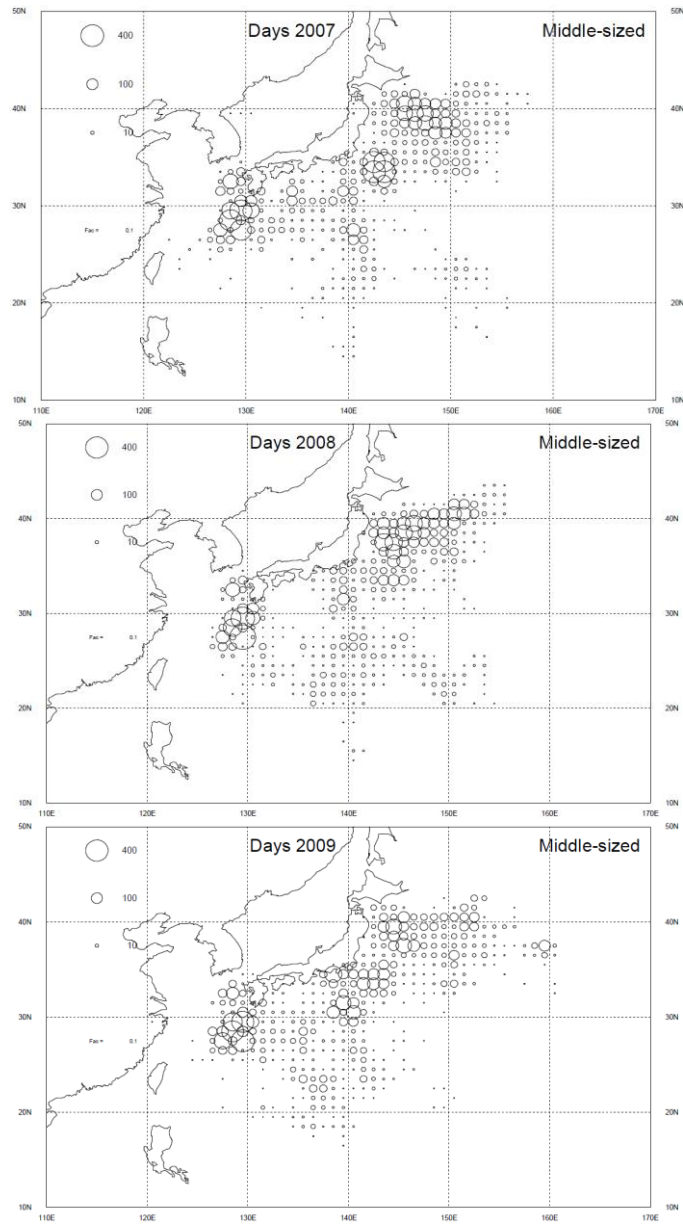 50N
Days 2007 Middle-sized
400
100
40N
10
30N
Fac = 0.1
20N
10N
110E 120E 130E 140E 150E 160E 170E
50N
Days 2008 Middle-sized
400
100
40N
10
30N
Fac = 0.1
20N
10N
110E 120E 130E 140E 150E 160E 170E
50N
Days 2009 Middle-sized
400
100
40N
10
30N
Fac = 0.1
20N
10N
110E 120E 130E 140E 150E 160E 170E